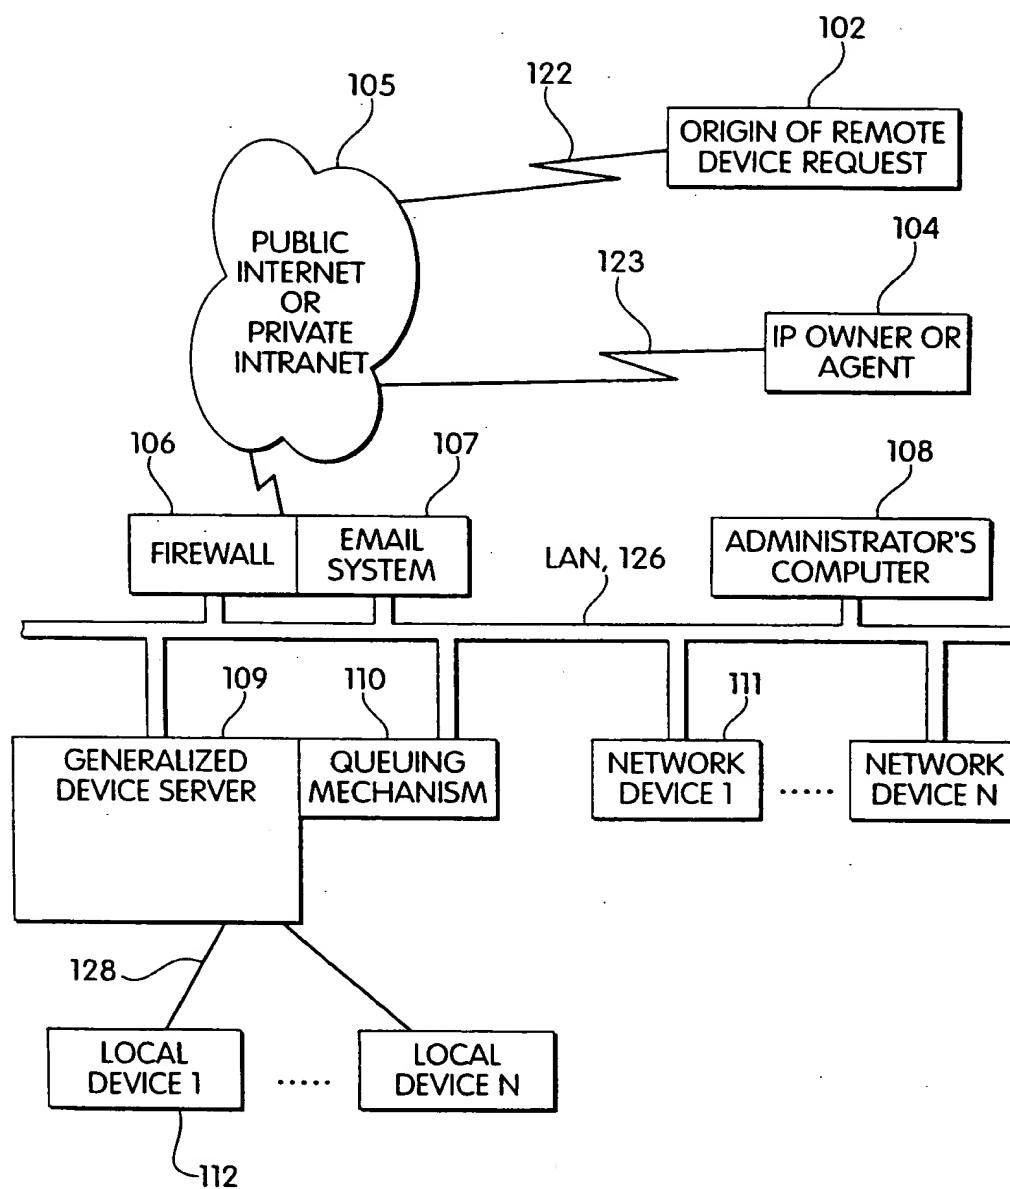 102
122
105
ORIGIN OF REMOTE
DEVICE REQUEST
104
PUBLIC
INTERNET
OR
PRIVATE
INTRANET
123
IP OWNER OR
AGENT
106
107
108
FIREWALL
EMAIL
SYSTEM
LAN, 126
ADMINISTRATOR'S
COMPUTER
109
110
111
GENERALIZED
DEVICE SERVER
QUEUING
MECHANISM
NETWORK
DEVICE 1
.....
NETWORK
DEVICE N
128
LOCAL
DEVICE 1
.....
LOCAL
DEVICE N
112